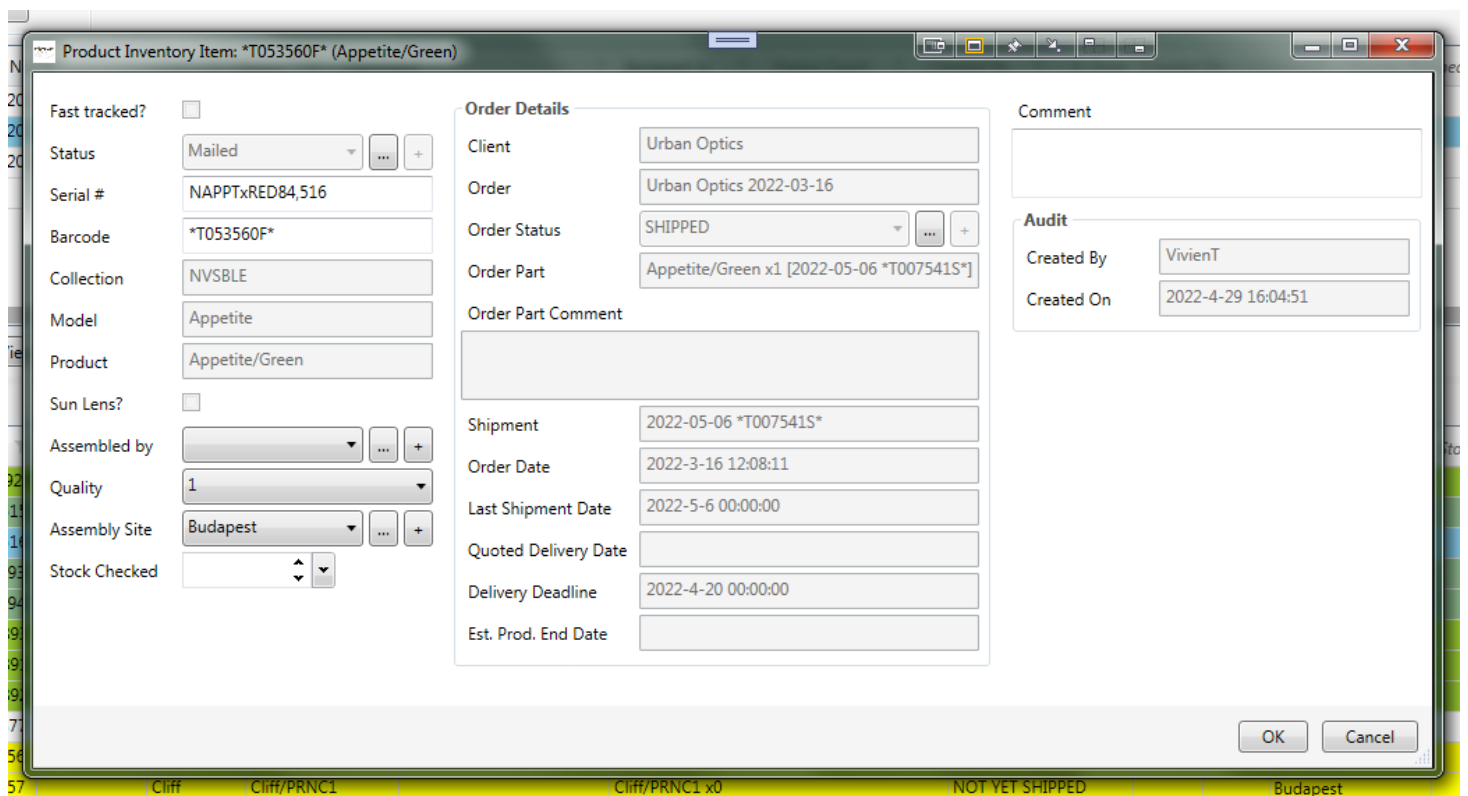 Product Inventory Item: *T053560F* (Appetite/Green)
Fast tracked?
Status Mailed ... +
Serial # NAPPTxRED84,516
Barcode *T053560F*
Collection NVSBLE
Model Appetite
Product Appetite/Green
Sun Lens?
Assembled by ... +
Quality 1
Assembly Site Budapest ... +
Stock Checked
Order Details
Client Urban Optics
Order Urban Optics 2022-03-16
Order Status SHIPPED ... +
Order Part Appetite/Green x1 [2022-05-06 *T007541S*]
Order Part Comment
Shipment 2022-05-06 *T007541S*
Order Date 2022-3-16 12:08:11
Last Shipment Date 2022-5-6 00:00:00
Quoted Delivery Date
Delivery Deadline 2022-4-20 00:00:00
Est. Prod. End Date
Comment
Audit
Created By VivienT
Created On 2022-4-29 16:04:51
OK Cancel
57 Cliff Cliff/PRNC1 Cliff/PRNC1 x0 NOT YET SHIPPED Budapest